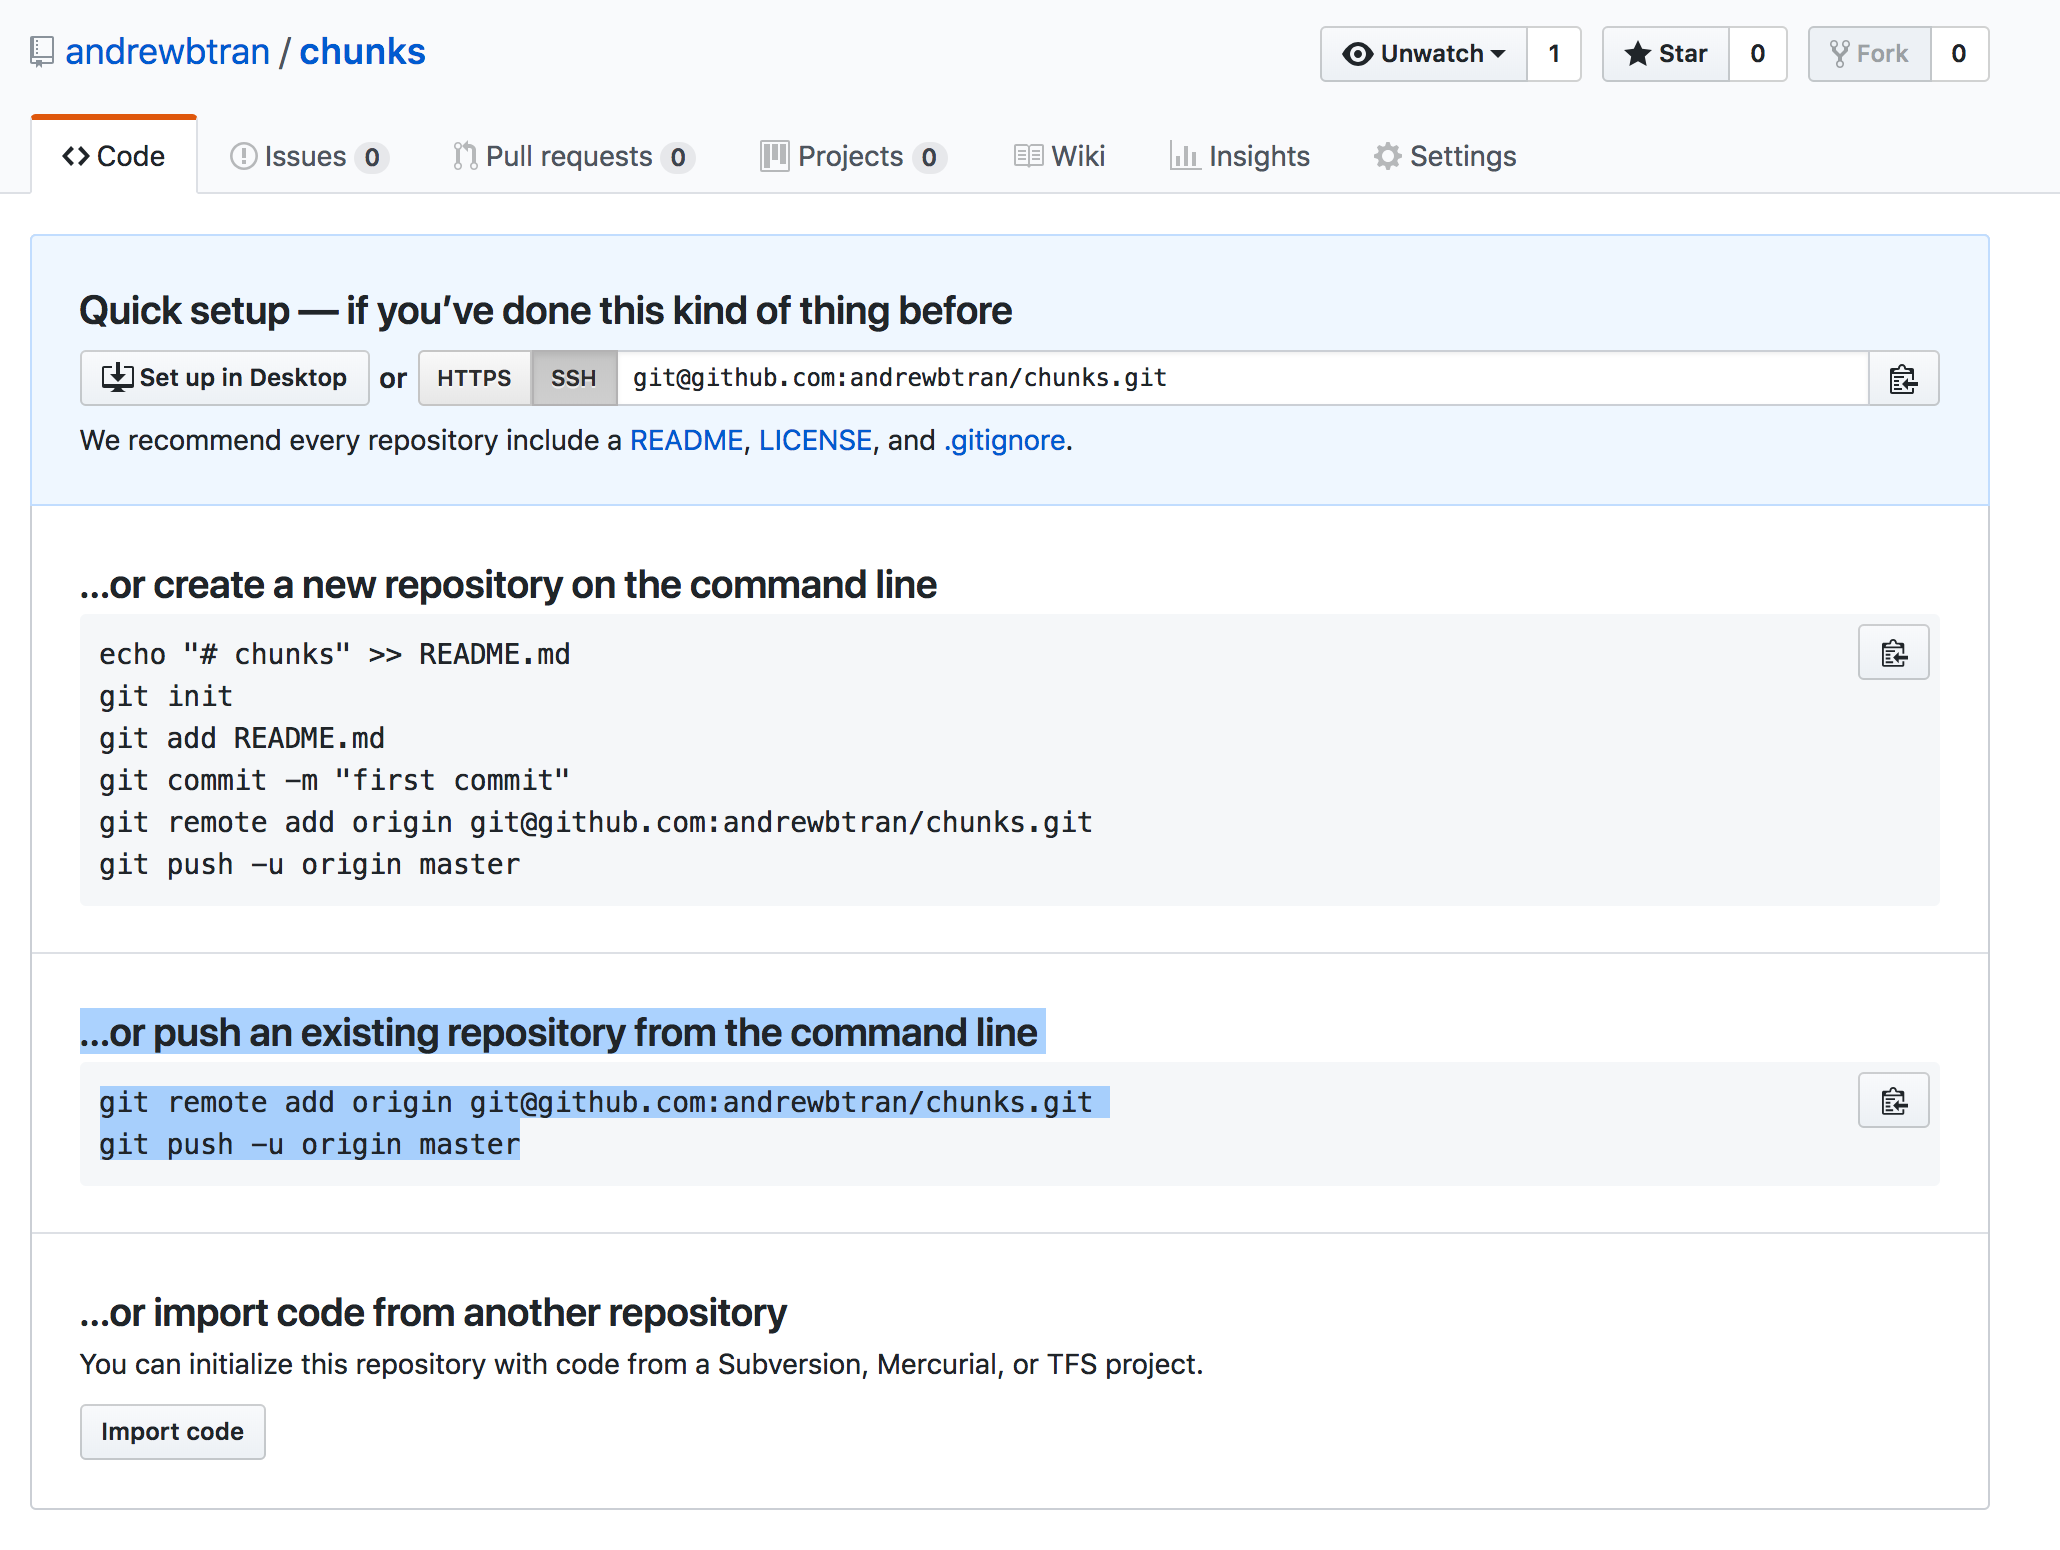 andrewbtran / chunks
Unwatch 1 Star 0 Fork 0
Code Issues 0 Pull requests 0 Projects 0 Wiki Insights Settings
Quick setup — if you’ve done this kind of thing before
Set up in Desktop or HTTPS SSH git@github.com:andrewbtran/chunks.git
We recommend every repository include a README, LICENSE, and .gitignore.
…or create a new repository on the command line
echo "# chunks" >> README.md
git init
git add README.md
git commit -m "first commit"
git remote add origin git@github.com:andrewbtran/chunks.git
git push -u origin master
…or push an existing repository from the command line
git remote add origin git@github.com:andrewbtran/chunks.git
git push -u origin master
…or import code from another repository
You can initialize this repository with code from a Subversion, Mercurial, or TFS project.
Import code